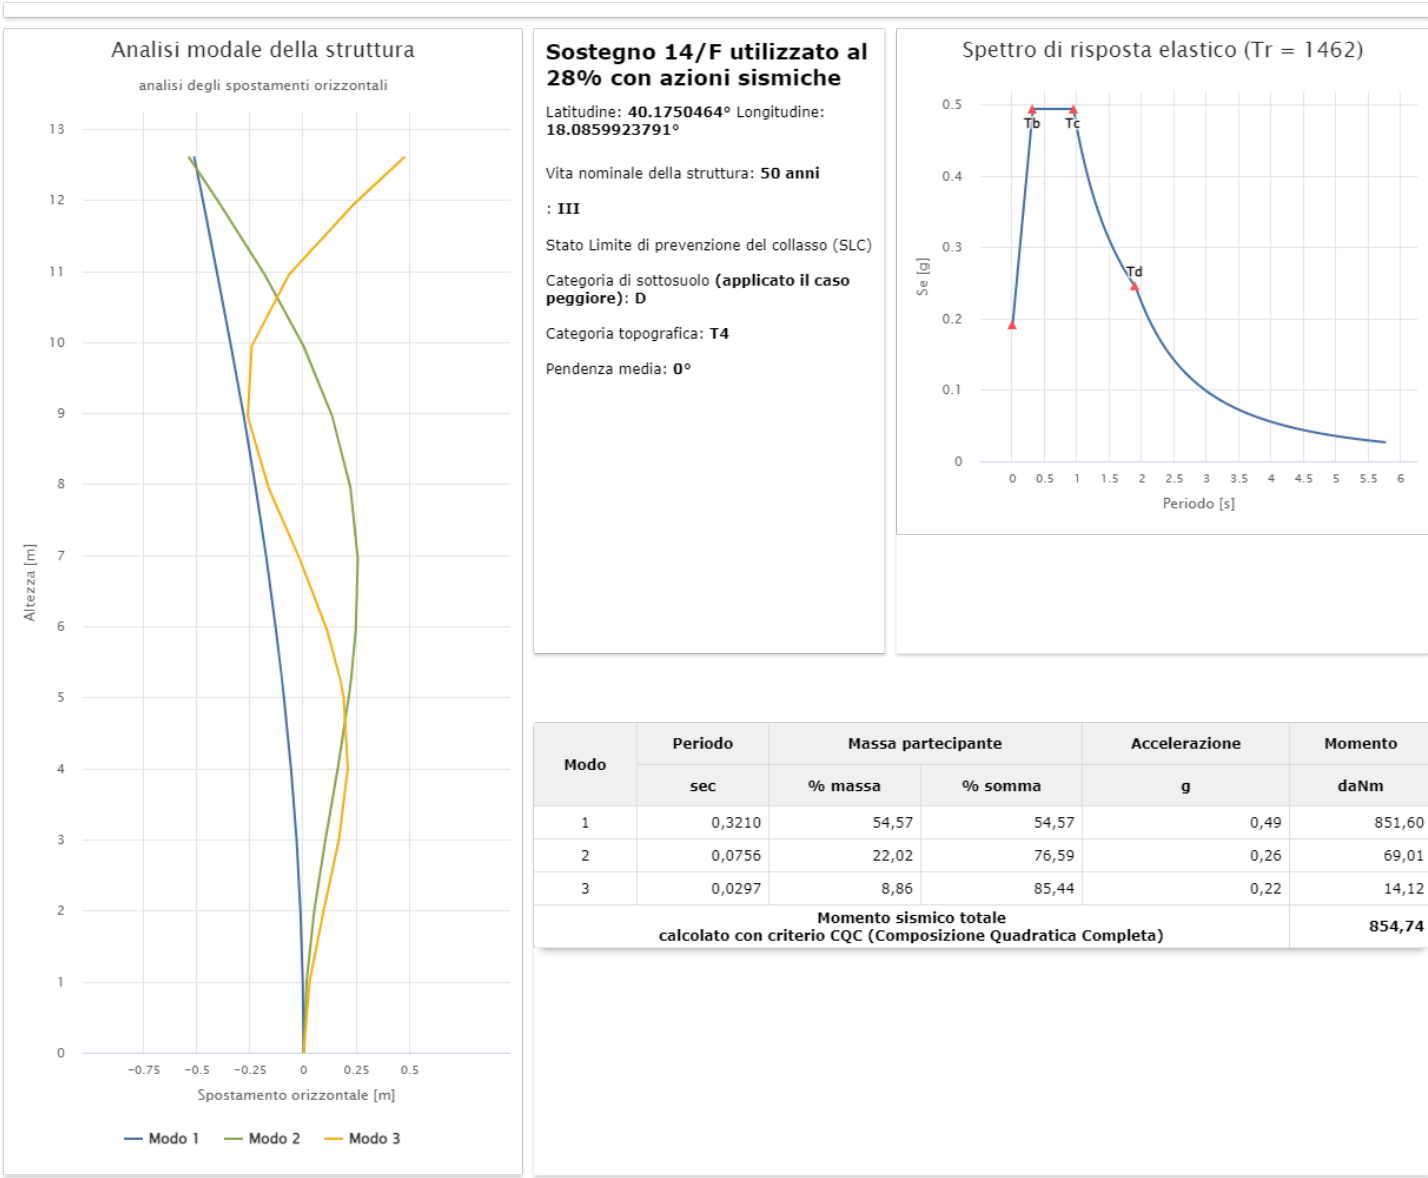 Analisi modale della struttura
analisi degli spostamenti orizzontali
13
12
11
10
9
8
7
6
5
4
3
2
1
0
Altezza [m]
−0.75 −0.5 −0.25 0 0.25 0.5
Spostamento orizzontale [m]
Modo 1 Modo 2 Modo 3
Sostegno 14/F utilizzato al
28% con azioni sismiche
Latitudine: 40.1750464° Longitudine:
18.0859923791°
Vita nominale della struttura: 50 anni
: III
Stato Limite di prevenzione del collasso (SLC)
Categoria di sottosuolo (applicato il caso
peggiore): D
Categoria topografica: T4
Pendenza media: 0°
Spettro di risposta elastico (Tr = 1462)
0.5
0.4
0.3
0.2
0.1
0
Se [g]
Tb Tc
Td
0 0.5 1 1.5 2 2.5 3 3.5 4 4.5 5 5.5 6
Periodo [s]
Modo Periodo Massa partecipante Accelerazione Momento
sec % massa % somma g daNm
1 0,3210 54,57 54,57 0,49 851,60
2 0,0756 22,02 76,59 0,26 69,01
3 0,0297 8,86 85,44 0,22 14,12
Momento sismico totale
calcolato con criterio CQC (Composizione Quadratica Completa) 854,74